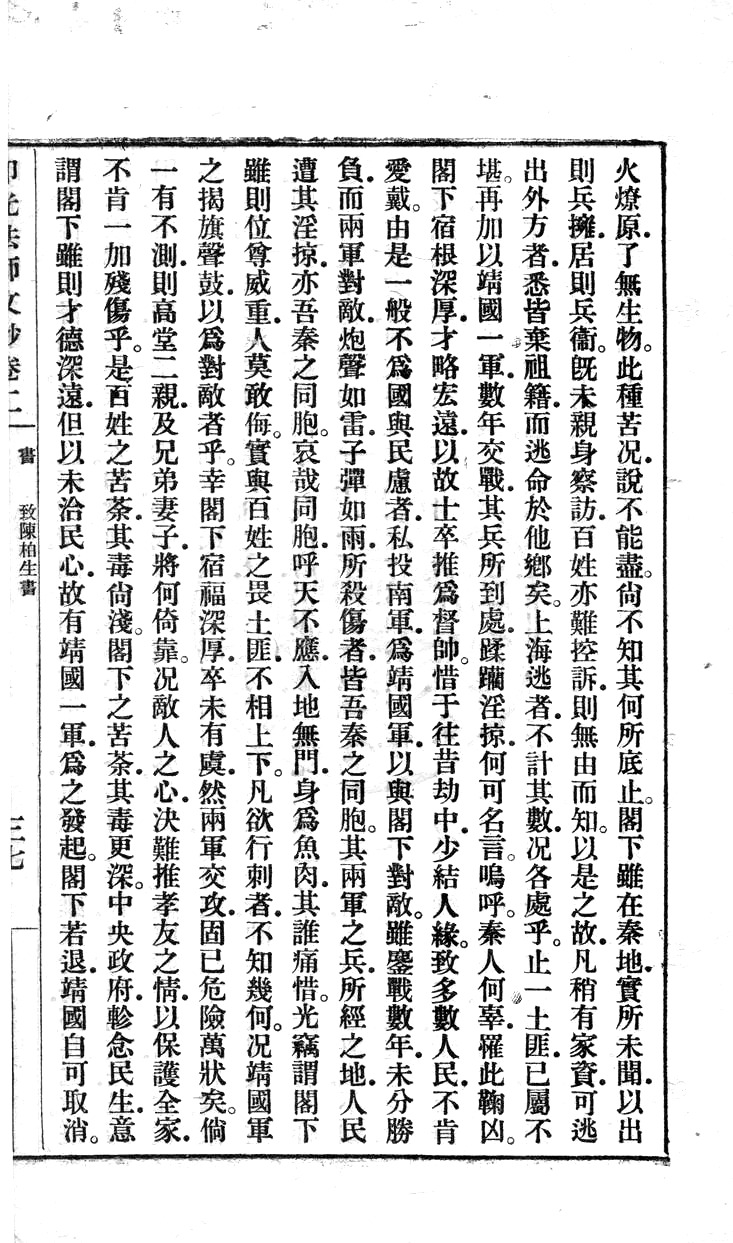 火燎原。了無生物。此種苦況。說不能盡。尙不知其何所底止。閣下雖在秦地。實所未聞。以出
則兵擁。居則兵衞。旣未親身察訪。百姓亦難控訴。則無由而知。以是之故。凡稍有家資。可逃
出外方者。悉皆棄祖籍。而逃命於他鄉矣。上海逃者。不計其數。況各處乎。止一土匪。已屬不
堪。再加以靖國一軍。數年交戰。其兵所到處。蹂躪淫掠。何可名言。嗚呼。秦人何辜。罹此鞠凶。
閣下宿根深厚。才略宏遠。以故士卒推爲督帥。惜于往昔劫中。少結人緣。致多數人民。不肯
愛戴。由是一般不爲國與民慮者。私投南軍。爲靖國軍。以與閣下對敵。雖鏖戰數年。未分勝
負。而兩軍對敵。炮聲如雷。子彈如雨。所殺傷者。皆吾秦之同胞。其兩軍之兵。所經之地。人民
遭其淫掠。亦吾秦之同胞。哀哉同胞。呼天不應。入地無門。身爲魚肉。其誰痛惜。光竊謂閣下
雖則位尊威重。人莫敢侮。實與百姓之畏土匪。不相上下。凡欲行刺者。不知幾何。況靖國軍
之揭旗聲鼓。以爲對敵者乎。幸閣下宿福深厚。卒未有虞。然兩軍交攻。固已危險萬狀矣。倘
一有不測。則高堂二親。及兄弟妻子。將何倚靠。況敵人之心。決難推孝友之情。以保護全家。
不肯一加殘傷乎。是百姓之苦荼。其毒尙淺。閣下之苦荼。其毒更深。中央政府。軫念民生。意
謂閣下雖則才德深遠。但以未洽民心。故有靖國一軍。爲之發起。閣下若退。靖國自可取消。
印光法師文鈔卷二 書 致陳柏生書 三七